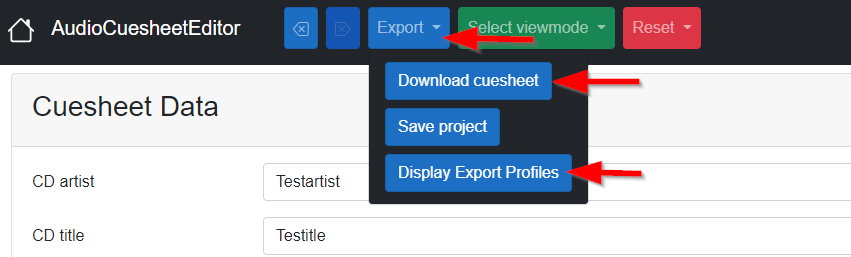 AudioCuesheetEditor Export Select viewmode Reset
Download cuesheet
Save project
Display Export Profiles
Cuesheet Data
CD artist Testartist
CD title Testitle